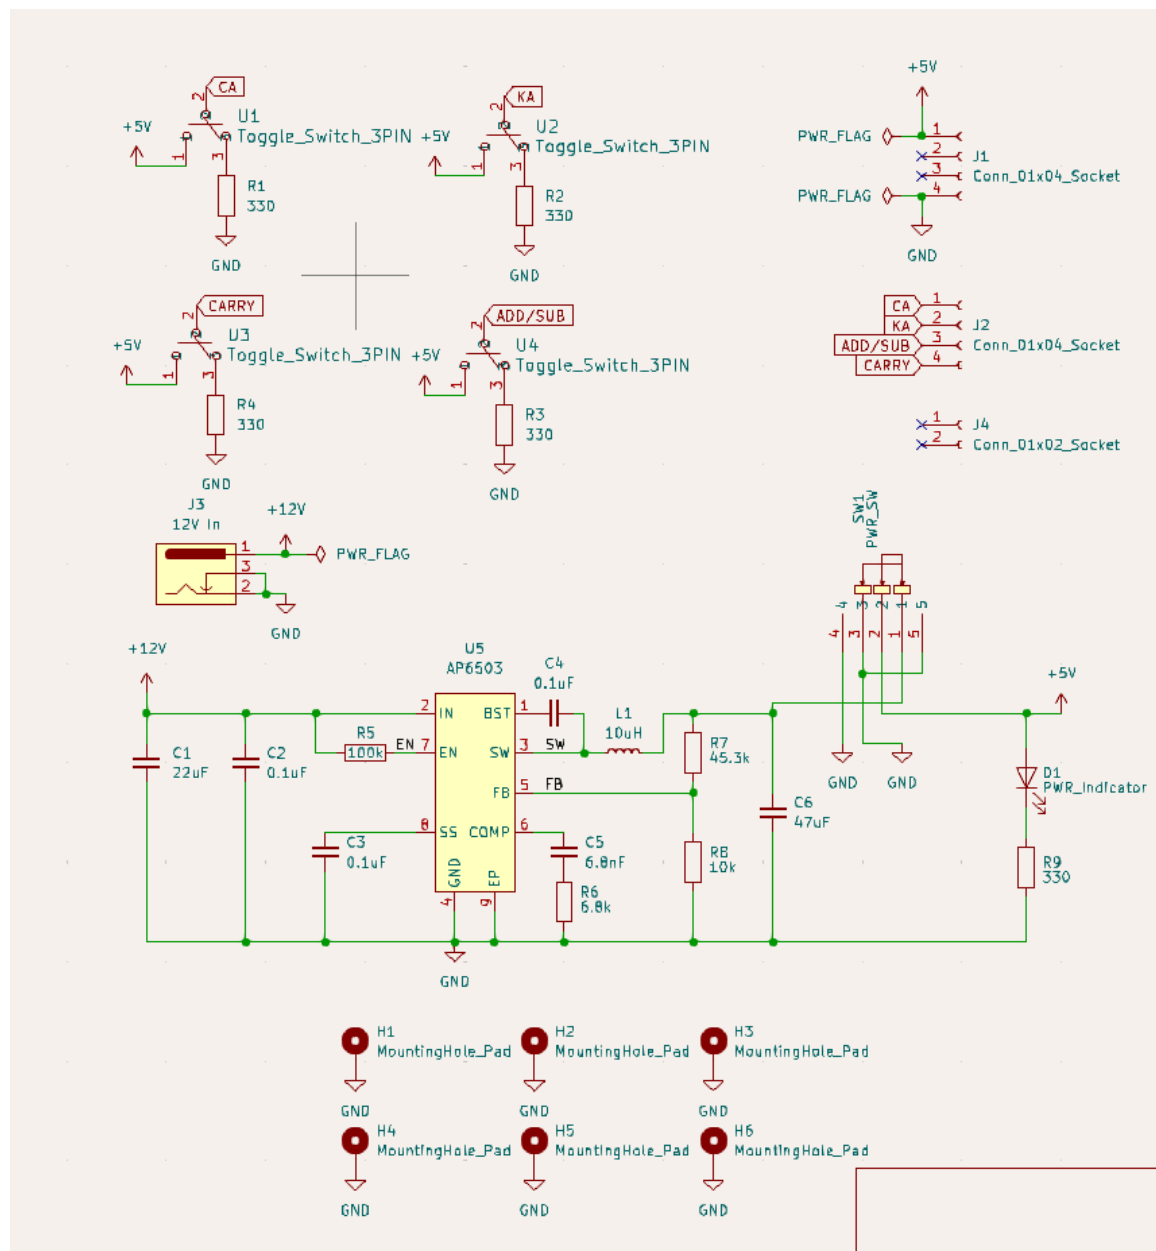 CA
2
U1
Toggle_Switch_3PIN
+5V
1
3
R1
330
GND
KA
2
U2
Toggle_Switch_3PIN
+5V
1
3
R2
330
GND
+5V
PWR_FLAG
1
2
3
4
J1
Conn_01x04_Socket
PWR_FLAG
GND
CARRY
2
U3
Toggle_Switch_3PIN
+5V
1
3
R4
330
GND
ADD/SUB
2
U4
Toggle_Switch_3PIN
+5V
1
3
R3
330
GND
CA 1
KA 2
ADD/SUB 3
CARRY 4
J2
Conn_01x04_Socket
1
2
J4
Conn_01x02_Socket
J3
12V In
1
3
2
+12V
PWR_FLAG
GND
SW1
PWR_SW
4 3 2 1 5
4 3 2 1 5
GND
GND
+12V
C1
22uF
C2
0.1uF
R5
100k
EN
C3
0.1uF
U5
AP6503
2 IN
7 EN
8 SS
BST 1
SW 3
FB 5
COMP 6
GND
4
EP
9
C4
0.1uF
SW
FB
L1
10uH
C5
6.8nF
R6
6.8k
R7
45.3k
R8
10k
C6
47uF
+5V
D1
PWR_Indicator
R9
330
GND
H1
MountingHole_Pad
GND
H2
MountingHole_Pad
GND
H3
MountingHole_Pad
GND
H4
MountingHole_Pad
GND
H5
MountingHole_Pad
GND
H6
MountingHole_Pad
GND